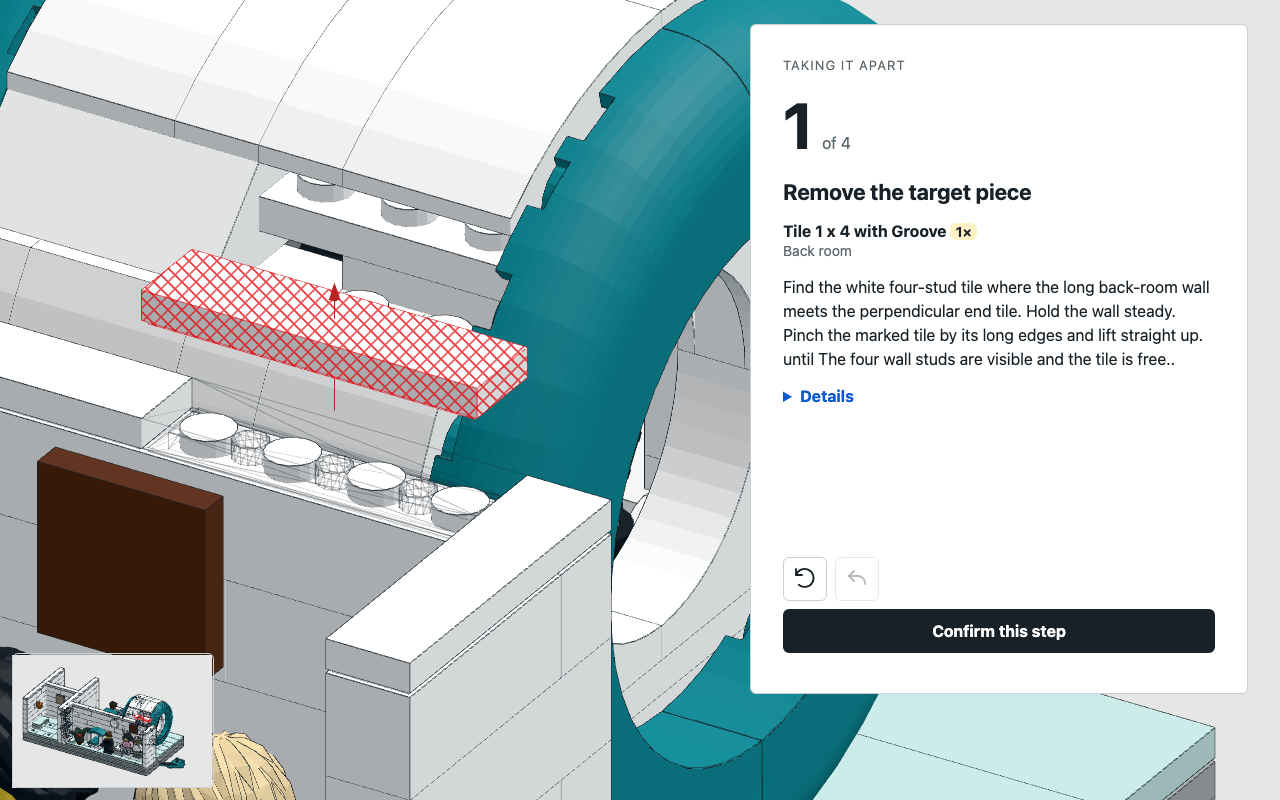 TAKING IT APART
1 of 4
Remove the target piece
Tile 1 x 4 with Groove 1×
Back room
Find the white four-stud tile where the long back-room wall
meets the perpendicular end tile. Hold the wall steady.
Pinch the marked tile by its long edges and lift straight up.
until The four wall studs are visible and the tile is free..
Details
Confirm this step